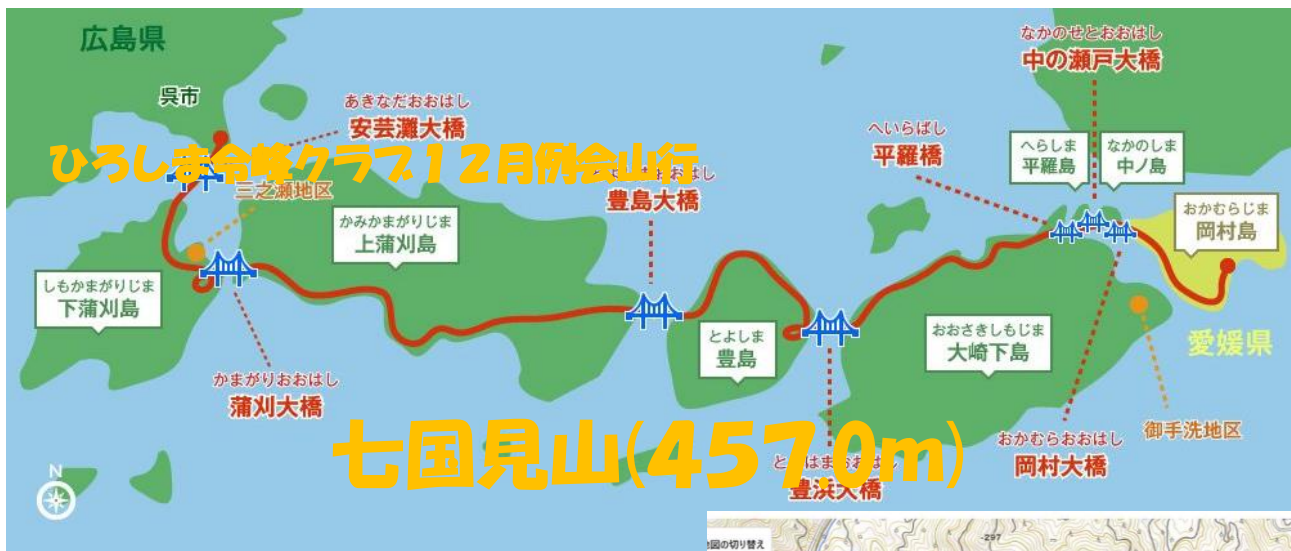 広島県
呉市
あきなだおおはし
安芸灘大橋
なかのせとおおはし
中の瀬戸大橋
へいらばし
平羅橋
へらしま
平羅島
なかのしま
中ノ島
ひろしま令峰クラブ12月例会山行
三之瀬地区
豊島大橋
おかむらじま
岡村島
かみかまがりじま
上蒲刈島
しもかまがりじま
下蒲刈島
とよしま
豊島
おおさきしもじま
大崎下島
愛媛県
かまがりおおはし
蒲刈大橋
七国見山(457.0m)
御手洗地区
おかむらおおはし
岡村大橋
豊浜大橋
N
地図の切り替え
-297